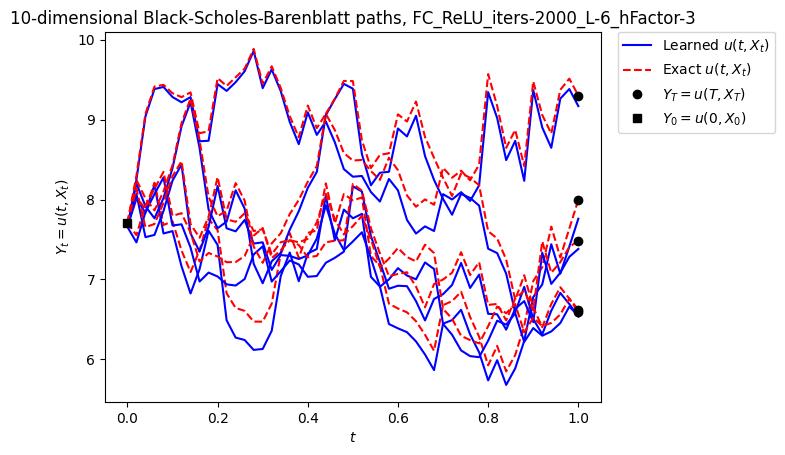 10-dimensional Black-Scholes-Barenblatt paths, FC_ReLU_iters-2000_L-6_hFactor-3
Learned u(t, X_t)
Exact u(t, X_t)
Y_T = u(T, X_T)
Y_0 = u(0, X_0)
Y_t = u(t, X_t)
10
9
8
7
6
0.0 0.2 0.4 0.6 0.8 1.0
t